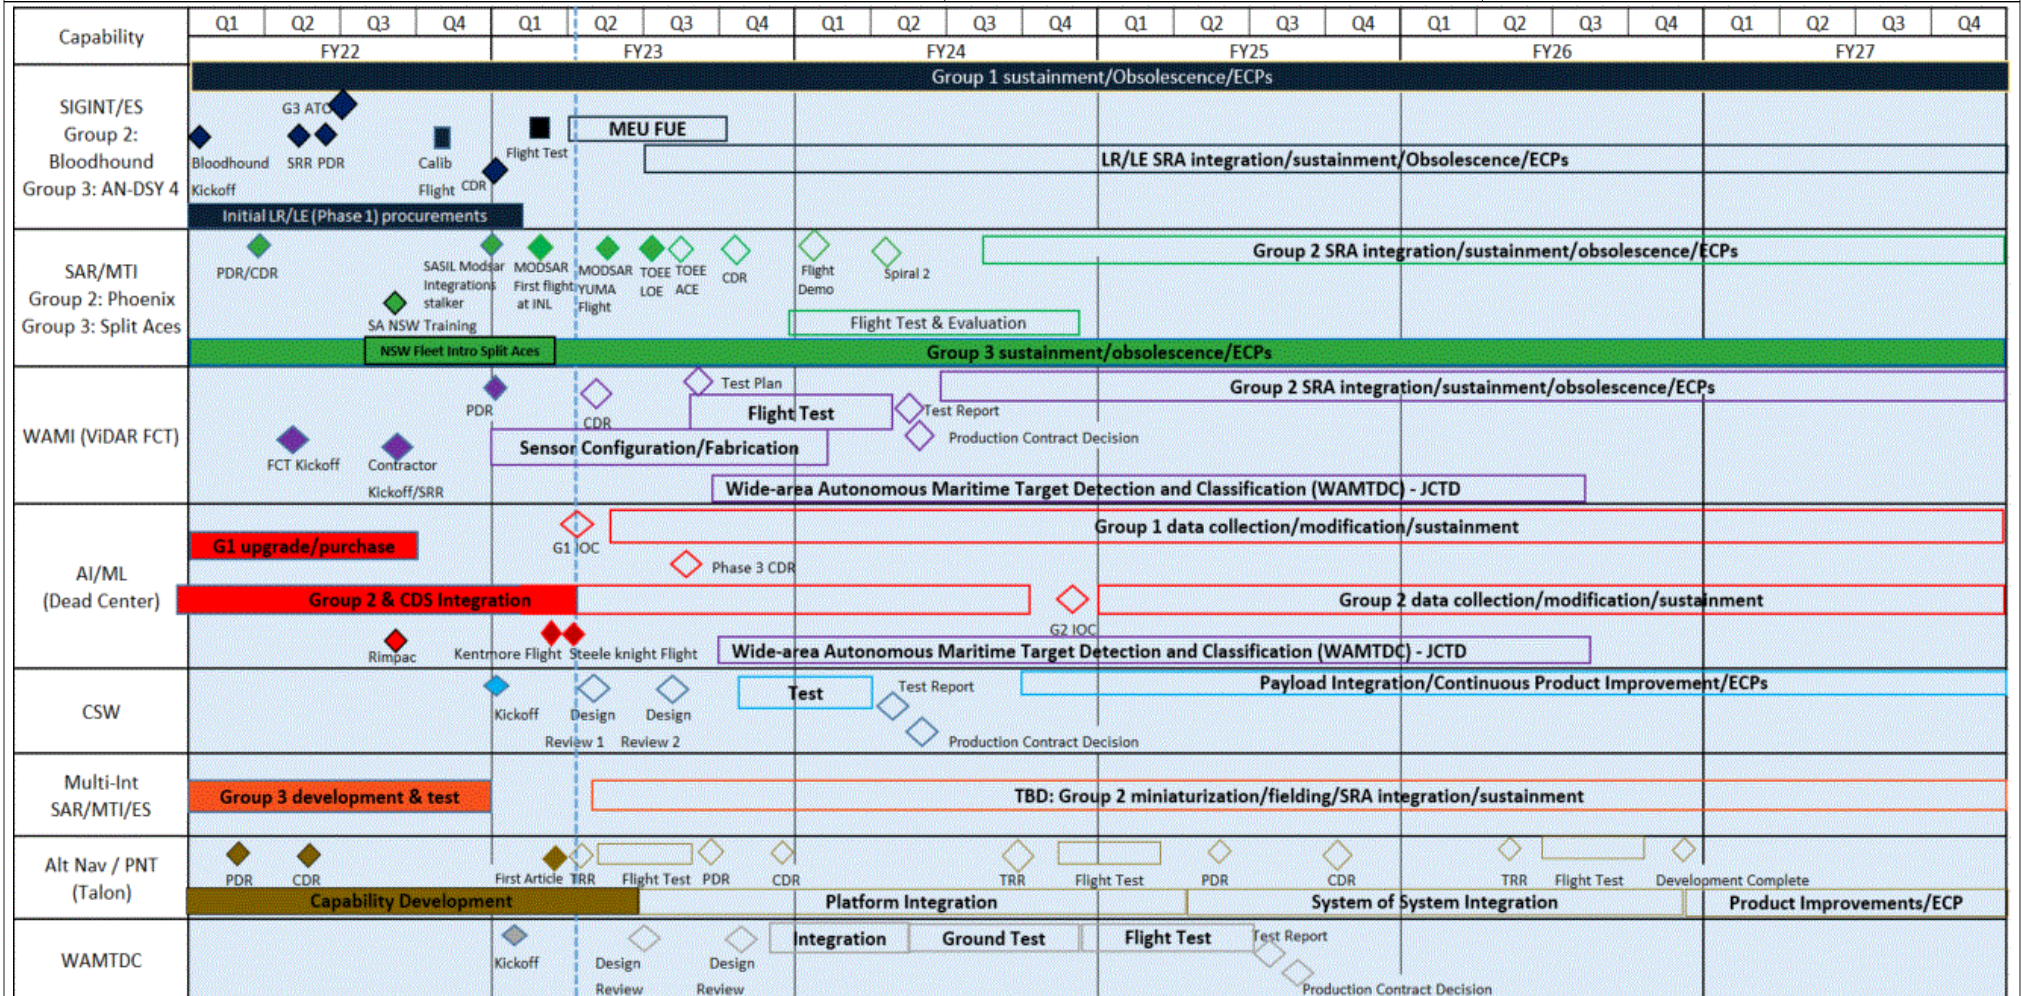 Capability
Q1 Q2 Q3 Q4 Q1 Q2 Q3 Q4 Q1 Q2 Q3 Q4 Q1 Q2 Q3 Q4 Q1 Q2 Q3 Q4 Q1 Q2 Q3 Q4
FY22 FY23 FY24 FY25 FY26 FY27
SIGINT/ES
Group 2:
Bloodhound
Group 3: AN-DSY 4
Group 1 sustainment/Obsolescence/ECPs
G3 ATO
Bloodhound
Kickoff
SRR PDR
Calib
Flight
CDR
Flight Test
MEU FUE
LR/LE SRA integration/sustainment/Obsolescence/ECPs
Initial LR/LE (Phase 1) procurements
SAR/MTI
Group 2: Phoenix
Group 3: Split Aces
PDR/CDR
SA NSW Training
SASIL Modsar
Integrations
stalker
MODSAR
First flight
at INL
MODSAR
YUMA
Flight
TOEE
LOE
TOEE
ACE
CDR
Flight
Demo
Spiral 2
Group 2 SRA integration/sustainment/obsolescence/ECPs
Flight Test & Evaluation
NSW Fleet Intro Split Aces
Group 3 sustainment/obsolescence/ECPs
WAMI (ViDAR FCT)
PDR
FCT Kickoff
Contractor
Kickoff/SRR
CDR
Test Plan
Flight Test
Test Report
Production Contract Decision
Group 2 SRA integration/sustainment/obsolescence/ECPs
Sensor Configuration/Fabrication
Wide-area Autonomous Maritime Target Detection and Classification (WAMTDC) - JCTD
AI/ML
(Dead Center)
G1 upgrade/purchase
G1 IOC
Group 1 data collection/modification/sustainment
Phase 3 CDR
Group 2 & CDS Integration
G2 IOC
Group 2 data collection/modification/sustainment
Rimpac
Kentmore Flight
Steele knight Flight
Wide-area Autonomous Maritime Target Detection and Classification (WAMTDC) - JCTD
CSW
Kickoff
Design
Review 1
Design
Review 2
Test
Test Report
Production Contract Decision
Payload Integration/Continuous Product Improvement/ECPs
Multi-Int
SAR/MTI/ES
Group 3 development & test
TBD: Group 2 miniaturization/fielding/SRA integration/sustainment
Alt Nav / PNT
(Talon)
PDR
CDR
First Article
TRR
Flight Test
PDR
CDR
TRR
Flight Test
PDR
CDR
TRR
Flight Test
Development Complete
Capability Development
Platform Integration
System of System Integration
Product Improvements/ECP
WAMTDC
Kickoff
Design
Review
Design
Review
Integration
Ground Test
Flight Test
Test Report
Production Contract Decision